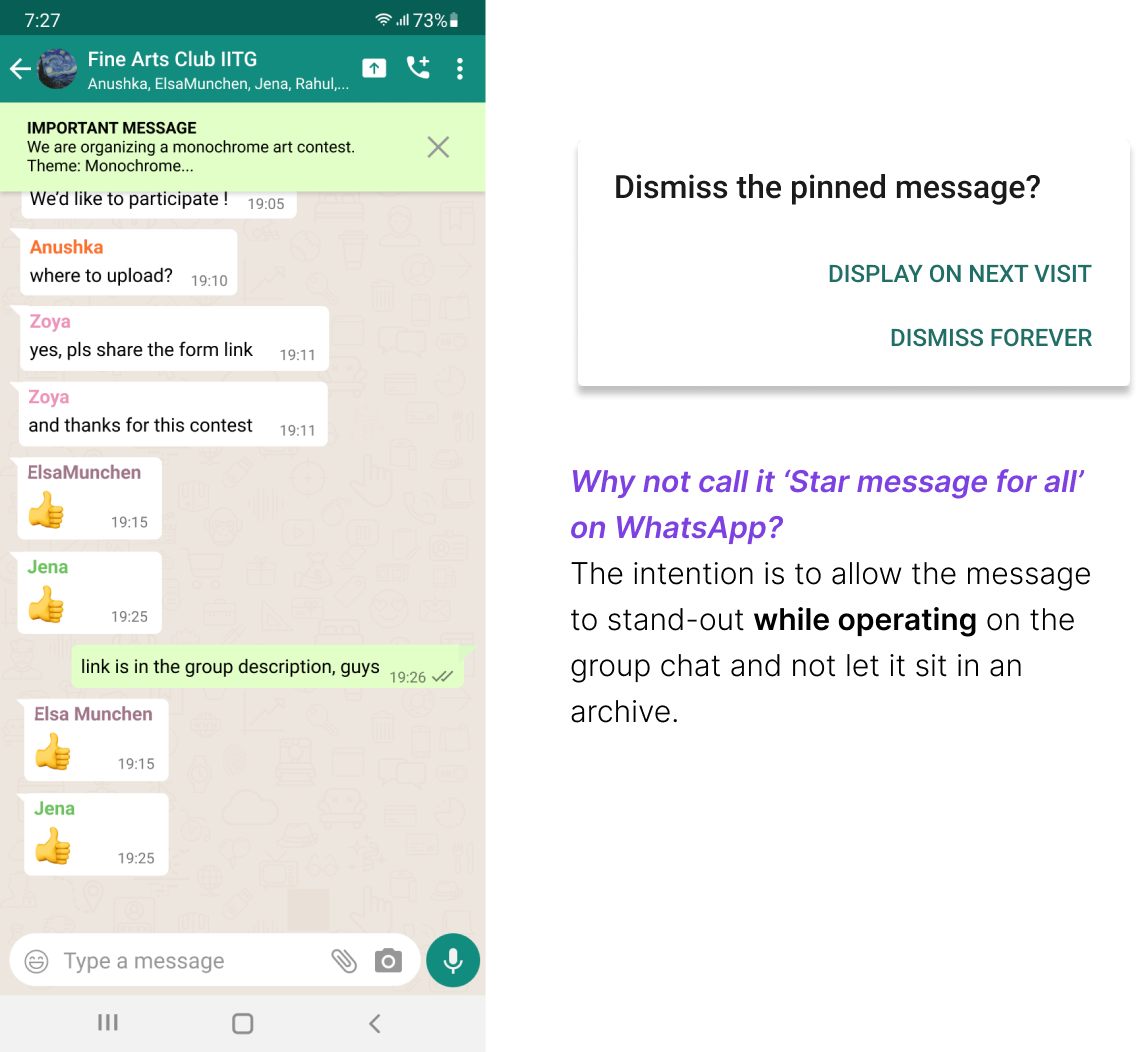 7:27
73%
Fine Arts Club IITG
Anushka, ElsaMunchen, Jena, Rahul,...
IMPORTANT MESSAGE
We are organizing a monochrome art contest.
Theme: Monochrome...
We’d like to participate ! 19:05
Anushka
where to upload? 19:10
Zoya
yes, pls share the form link 19:11
Zoya
and thanks for this contest 19:11
ElsaMunchen
👍 19:15
Jena
👍 19:25
link is in the group description, guys 19:26
Elsa Munchen
👍 19:15
Jena
👍 19:25
Type a message
Dismiss the pinned message?
DISPLAY ON NEXT VISIT
DISMISS FOREVER
Why not call it ‘Star message for all’
on WhatsApp?
The intention is to allow the message
to stand-out while operating on the
group chat and not let it sit in an
archive.